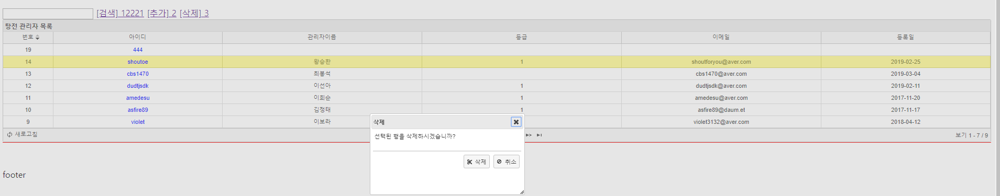 [검색] 12221 [추가] 2 [삭제] 3
탕전 관리자 목록
번호 아이디 관리자이름 등급 이메일 등록일
19 444
14 shoutoe 왕승환 1 shoutforyou@aver.com 2019-02-25
13 cbs1470 최봉석 cbs1470@aver.com 2019-03-04
12 dudtjsdk 이선아 1 dudtjsdk@aver.com 2019-02-11
11 amedesu 이희순 1 amedesu@aver.com 2017-11-20
10 asfire89 김정태 1 asfire89@daum.et 2017-11-17
9 violet 이보라 violet3132@aver.com 2018-04-12
새로고침 보기 1 - 7 / 9
삭제
선택된 행을 삭제하시겠습니까?
삭제 취소
footer